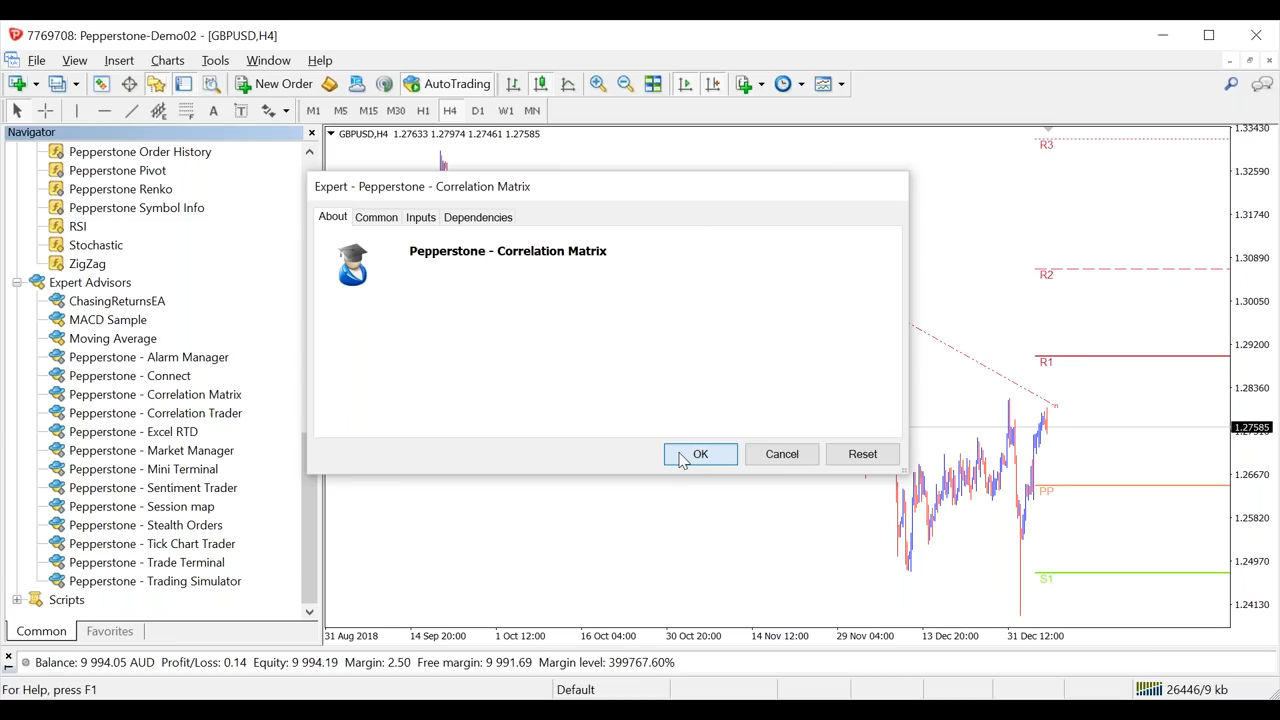 7769708: Pepperstone-Demo02 - [GBPUSD,H4]
File View Insert Charts Tools Window Help
New Order AutoTrading
A T M1 M5 M15 M30 H1 H4 D1 W1 MN
Navigator
Pepperstone Order History
Pepperstone Pivot
Pepperstone Renko
Pepperstone Symbol Info
RSI
Stochastic
ZigZag
Expert Advisors
ChasingReturnsEA
MACD Sample
Moving Average
Pepperstone - Alarm Manager
Pepperstone - Connect
Pepperstone - Correlation Matrix
Pepperstone - Correlation Trader
Pepperstone - Excel RTD
Pepperstone - Market Manager
Pepperstone - Mini Terminal
Pepperstone - Sentiment Trader
Pepperstone - Session map
Pepperstone - Stealth Orders
Pepperstone - Tick Chart Trader
Pepperstone - Trade Terminal
Pepperstone - Trading Simulator
Scripts
Common Favorites
GBPUSD,H4 1.27633 1.27974 1.27461 1.27585
Expert - Pepperstone - Correlation Matrix
About Common Inputs Dependencies
Pepperstone - Correlation Matrix
OK Cancel Reset
R3
R2
R1
PP
S1
1.33430
1.32590
1.31740
1.30890
1.30050
1.29200
1.28360
1.27585
1.26670
1.25820
1.24970
1.24130
31 Aug 2018 14 Sep 20:00 1 Oct 12:00 16 Oct 04:00 30 Oct 20:00 14 Nov 12:00 29 Nov 04:00 13 Dec 20:00 31 Dec 12:00
Balance: 9 994.05 AUD Profit/Loss: 0.14 Equity: 9 994.19 Margin: 2.50 Free margin: 9 991.69 Margin level: 399767.60%
For Help, press F1 Default 26446/9 kb